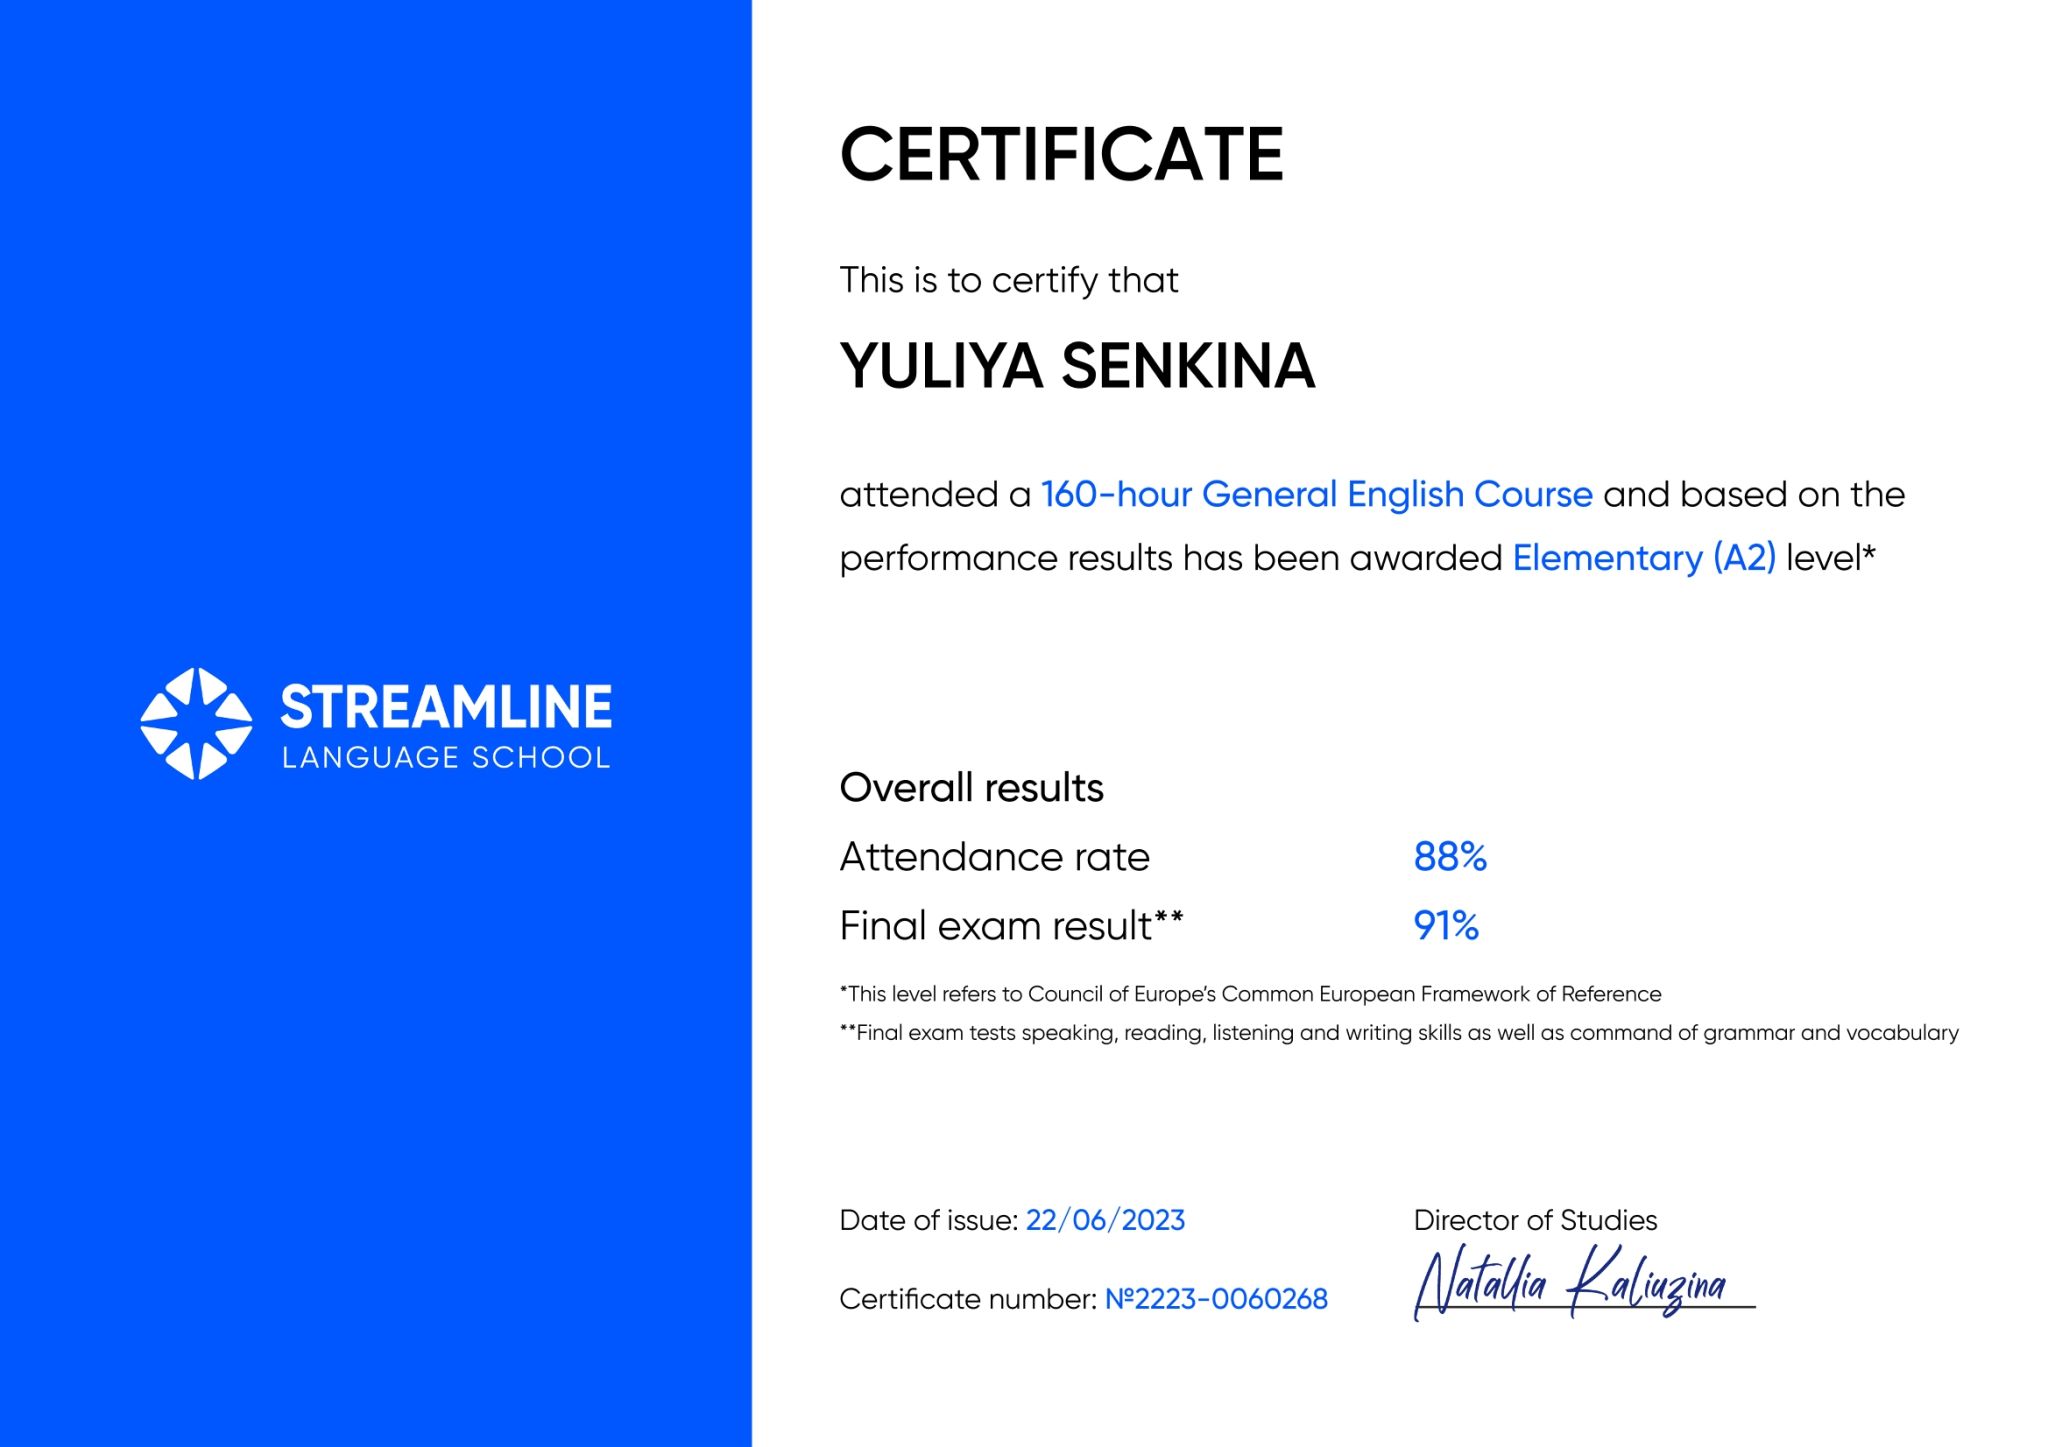 STREAMLINE
LANGUAGE SCHOOL
CERTIFICATE
This is to certify that
YULIYA SENKINA
attended a 160-hour General English Course and based on the
performance results has been awarded Elementary (A2) level*
Overall results
Attendance rate 88%
Final exam result** 91%
*This level refers to Council of Europe’s Common European Framework of Reference
**Final exam tests speaking, reading, listening and writing skills as well as command of grammar and vocabulary
Date of issue: 22/06/2023
Certificate number: №2223-0060268
Director of Studies
Natallia Kaliuzina